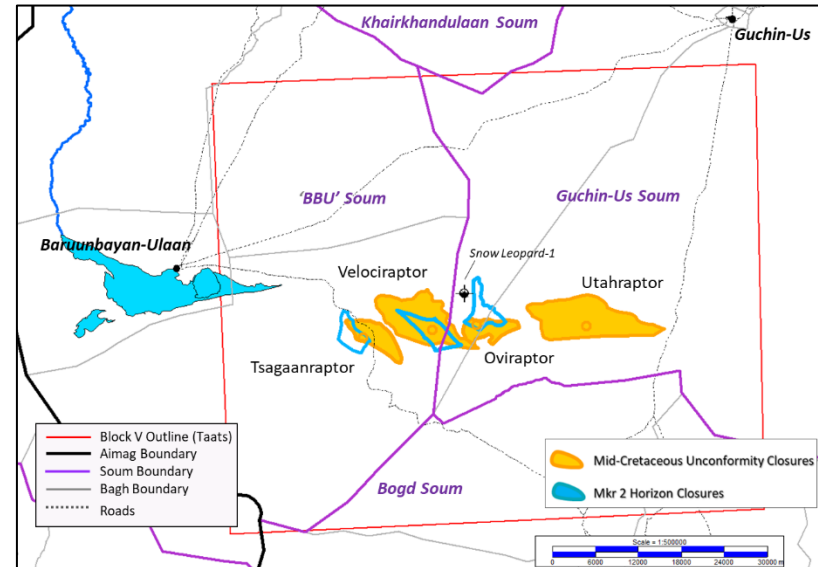 Khairkhandulaan Soum
Guchin-Us
'BBU' Soum
Guchin-Us Soum
Baruunbayan-Ulaan
Snow Leopard-1
Velociraptor
Utahraptor
Tsagaanraptor
Oviraptor
Bogd Soum
Block V Outline (Taats)
Aimag Boundary
Soum Boundary
Bagh Boundary
Roads
Mid-Cretaceous Unconformity Closures
Mkr 2 Horizon Closures
Scale = 1:500000
0 6000 12000 18000 24000 30000 m